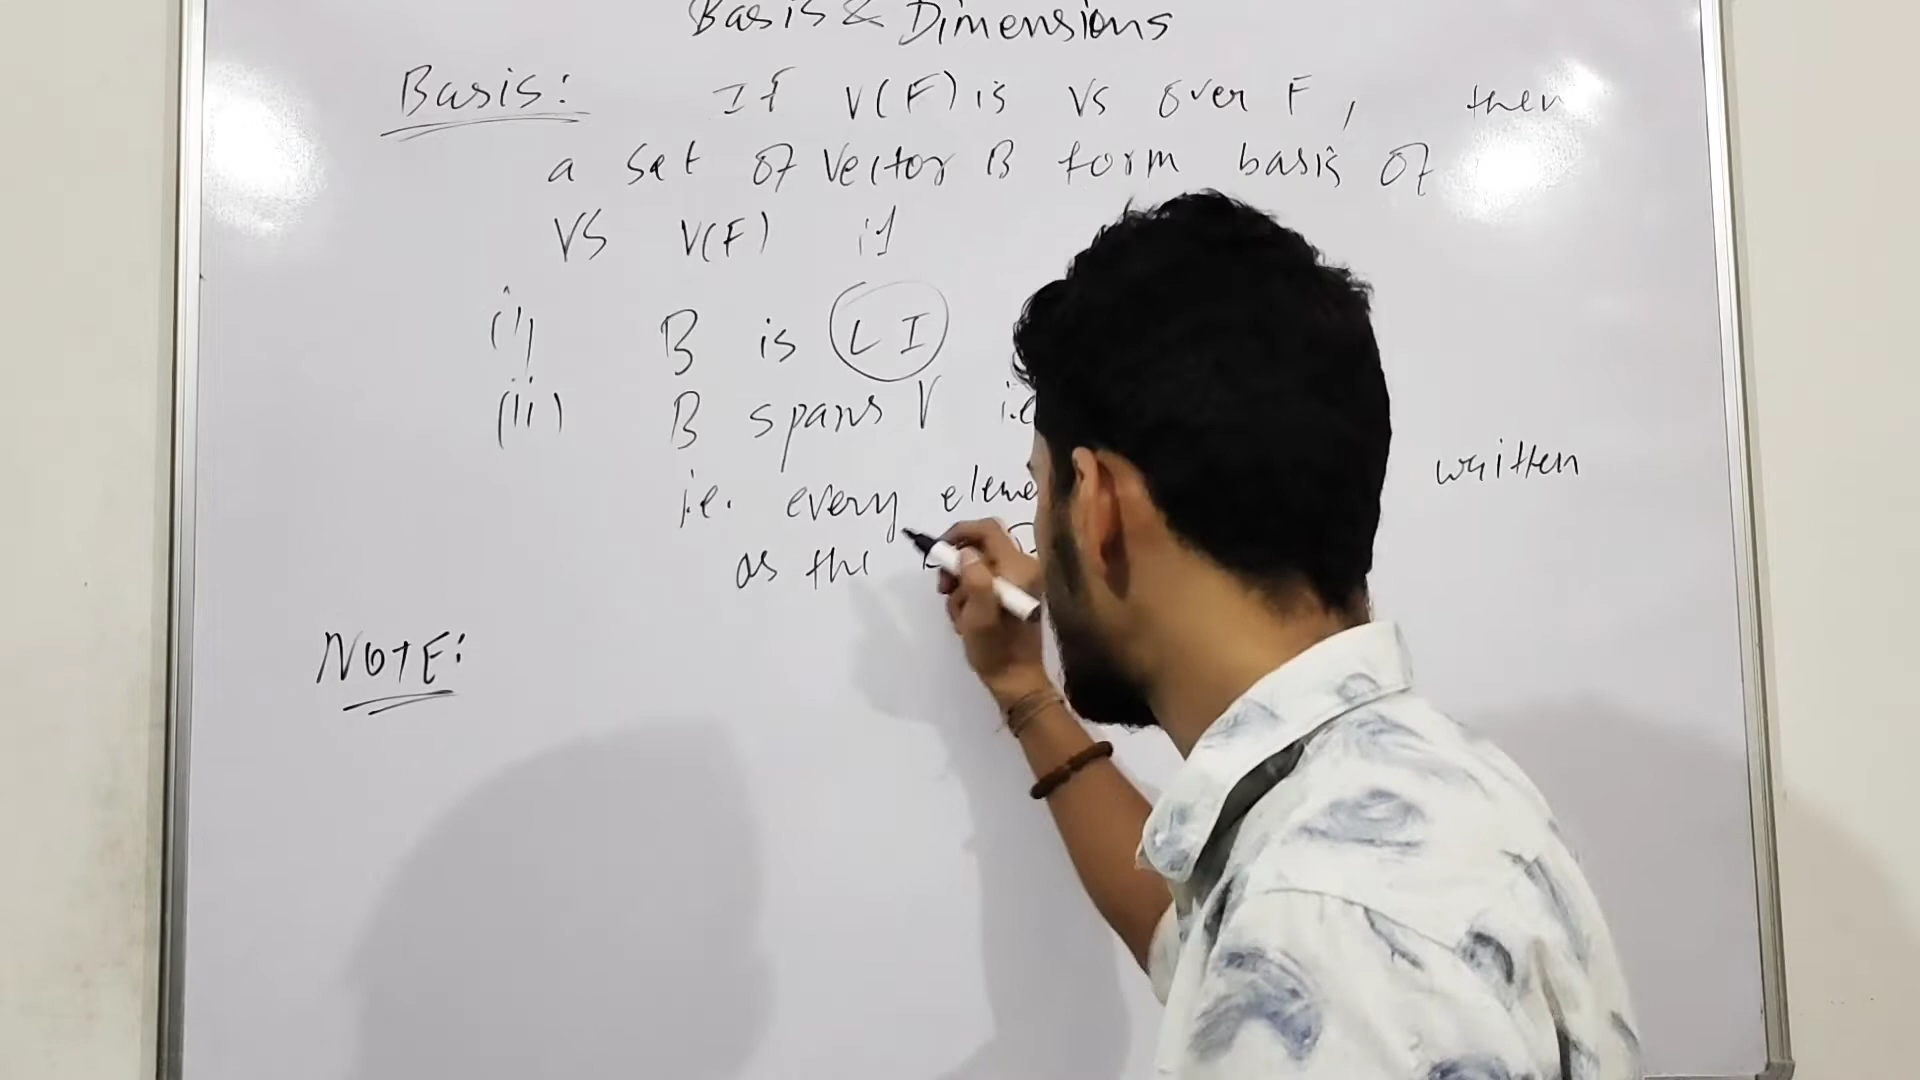 Basis & Dimensions
Basis: If V(F) is VS over F, then
a set of vector B form basis of
VS V(F) if
(i) B is LI
(ii) B spans V i.e
i.e. every written
as the
NOTE: